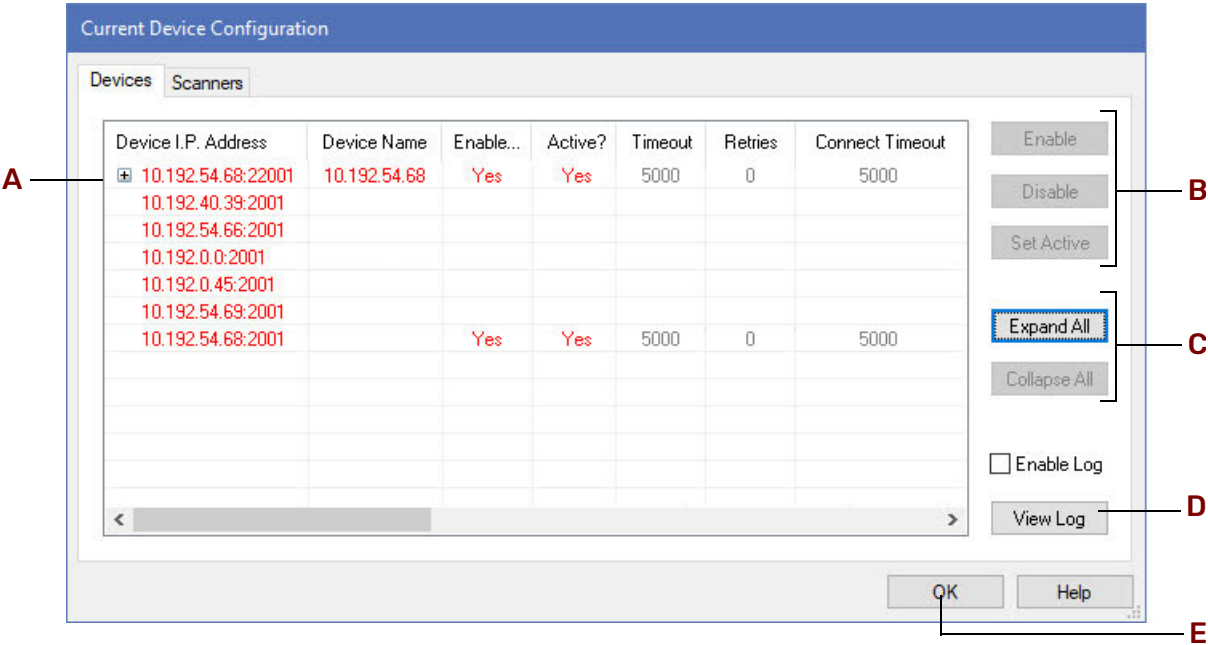 Current Device Configuration
Devices Scanners
Device I.P. Address Device Name Enable... Active? Timeout Retries Connect Timeout
A 10.192.54.68:22001 10.192.54.68 Yes Yes 5000 0 5000
10.192.40.39:2001
10.192.54.66:2001
10.192.0.0:2001
10.192.0.45:2001
10.192.54.69:2001
10.192.54.68:2001 Yes Yes 5000 0 5000
Enable
Disable
B
Set Active
Expand All
C
Collapse All
Enable Log
View Log D
OK Help
E